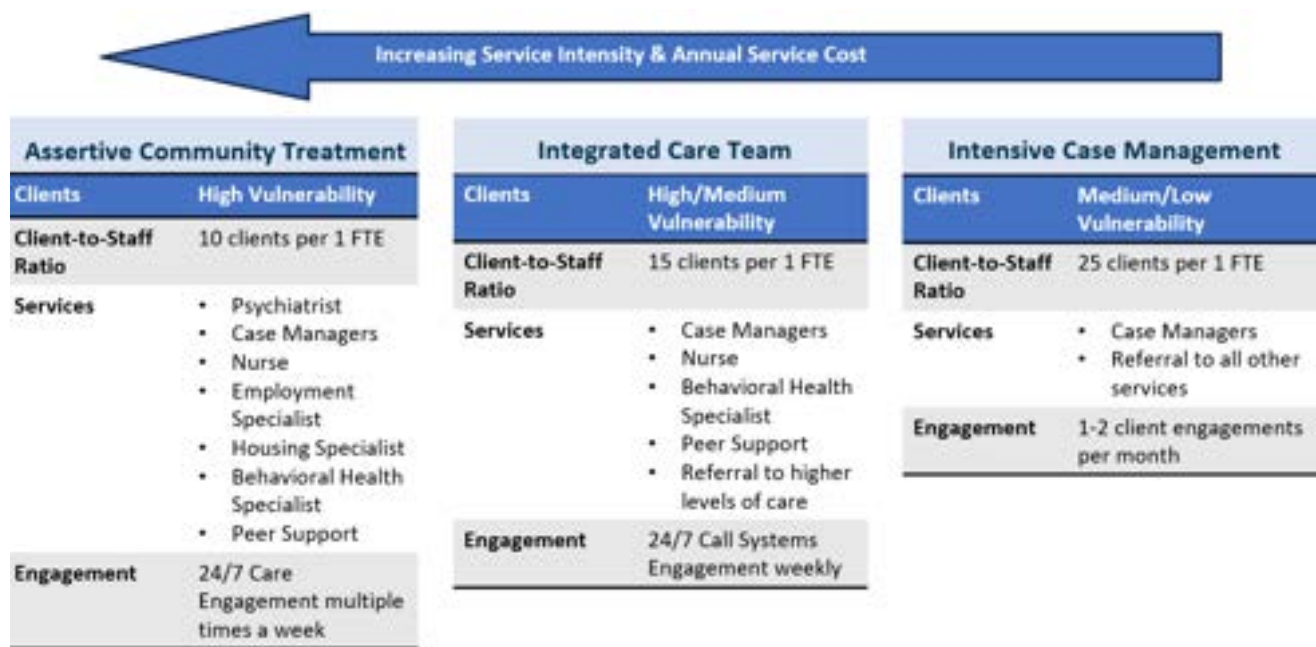 Increasing Service Intensity & Annual Service Cost
Assertive Community Treatment
Clients High Vulnerability
Client-to-Staff 10 clients per 1 FTE
Ratio
Services • Psychiatrist
• Case Managers
• Nurse
• Employment
Specialist
• Housing Specialist
• Behavioral Health
Specialist
• Peer Support
Engagement 24/7 Care
Engagement multiple
times a week
Integrated Care Team
Clients High/Medium
Vulnerability
Client-to-Staff 15 clients per 1 FTE
Ratio
Services • Case Managers
• Nurse
• Behavioral Health
Specialist
• Peer Support
• Referral to higher
levels of care
Engagement 24/7 Call Systems
Engagement weekly
Intensive Case Management
Clients Medium/Low
Vulnerability
Client-to-Staff 25 clients per 1 FTE
Ratio
Services • Case Managers
• Referral to all other
services
Engagement 1-2 client engagements
per month